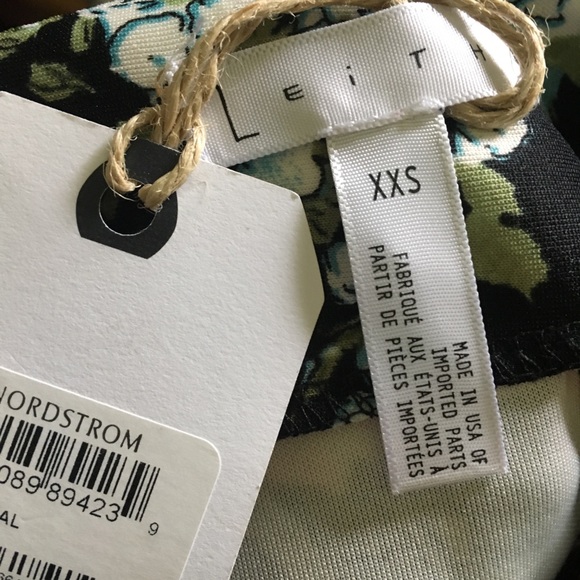 LEiTH
XXS
MADE IN USA OF
IMPORTED PARTS
FABRIQUÉ AUX ÉTATS-UNIS À
PARTIR DE PIÈCES IMPORTÉES
NORDSTROM
089 89423 9